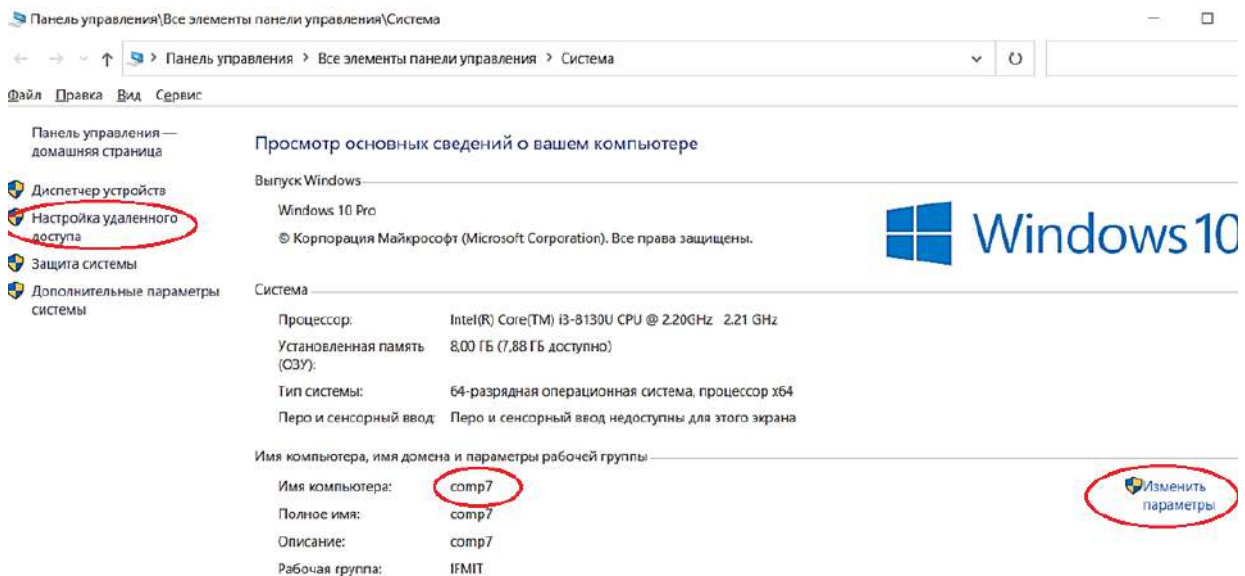 Панель управления\Все элементы панели управления\Система
Панель управления > Все элементы панели управления > Система
Файл Правка Вид Сервис
Панель управления —
домашняя страница
Диспетчер устройств
Настройка удаленного
доступа
Защита системы
Дополнительные параметры
системы
Просмотр основных сведений о вашем компьютере
Выпуск Windows
Windows 10 Pro
© Корпорация Майкрософт (Microsoft Corporation). Все права защищены.
Windows 10
Система
Процессор: Intel(R) Core(TM) i3-8130U CPU @ 2.20GHz 2.21 GHz
Установленная память 8,00 ГБ (7,88 ГБ доступно)
(ОЗУ):
Тип системы: 64-разрядная операционная система, процессор x64
Перо и сенсорный ввод: Перо и сенсорный ввод недоступны для этого экрана
Имя компьютера, имя домена и параметры рабочей группы
Имя компьютера: comp7
Изменить
параметры
Полное имя: comp7
Описание: comp7
Рабочая группа: IFMIT